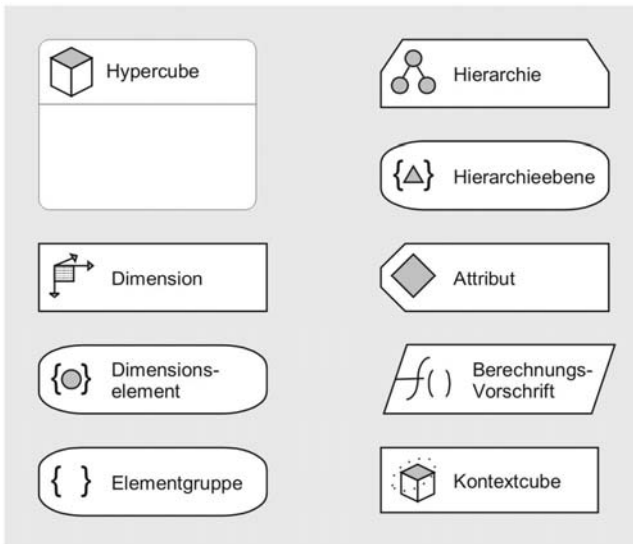 Hypercube
Dimension
Dimensions-
element
{ } Elementgruppe
Hierarchie
Hierarchieebene
Attribut
f( ) Berechnungs-
Vorschrift
Kontextcube